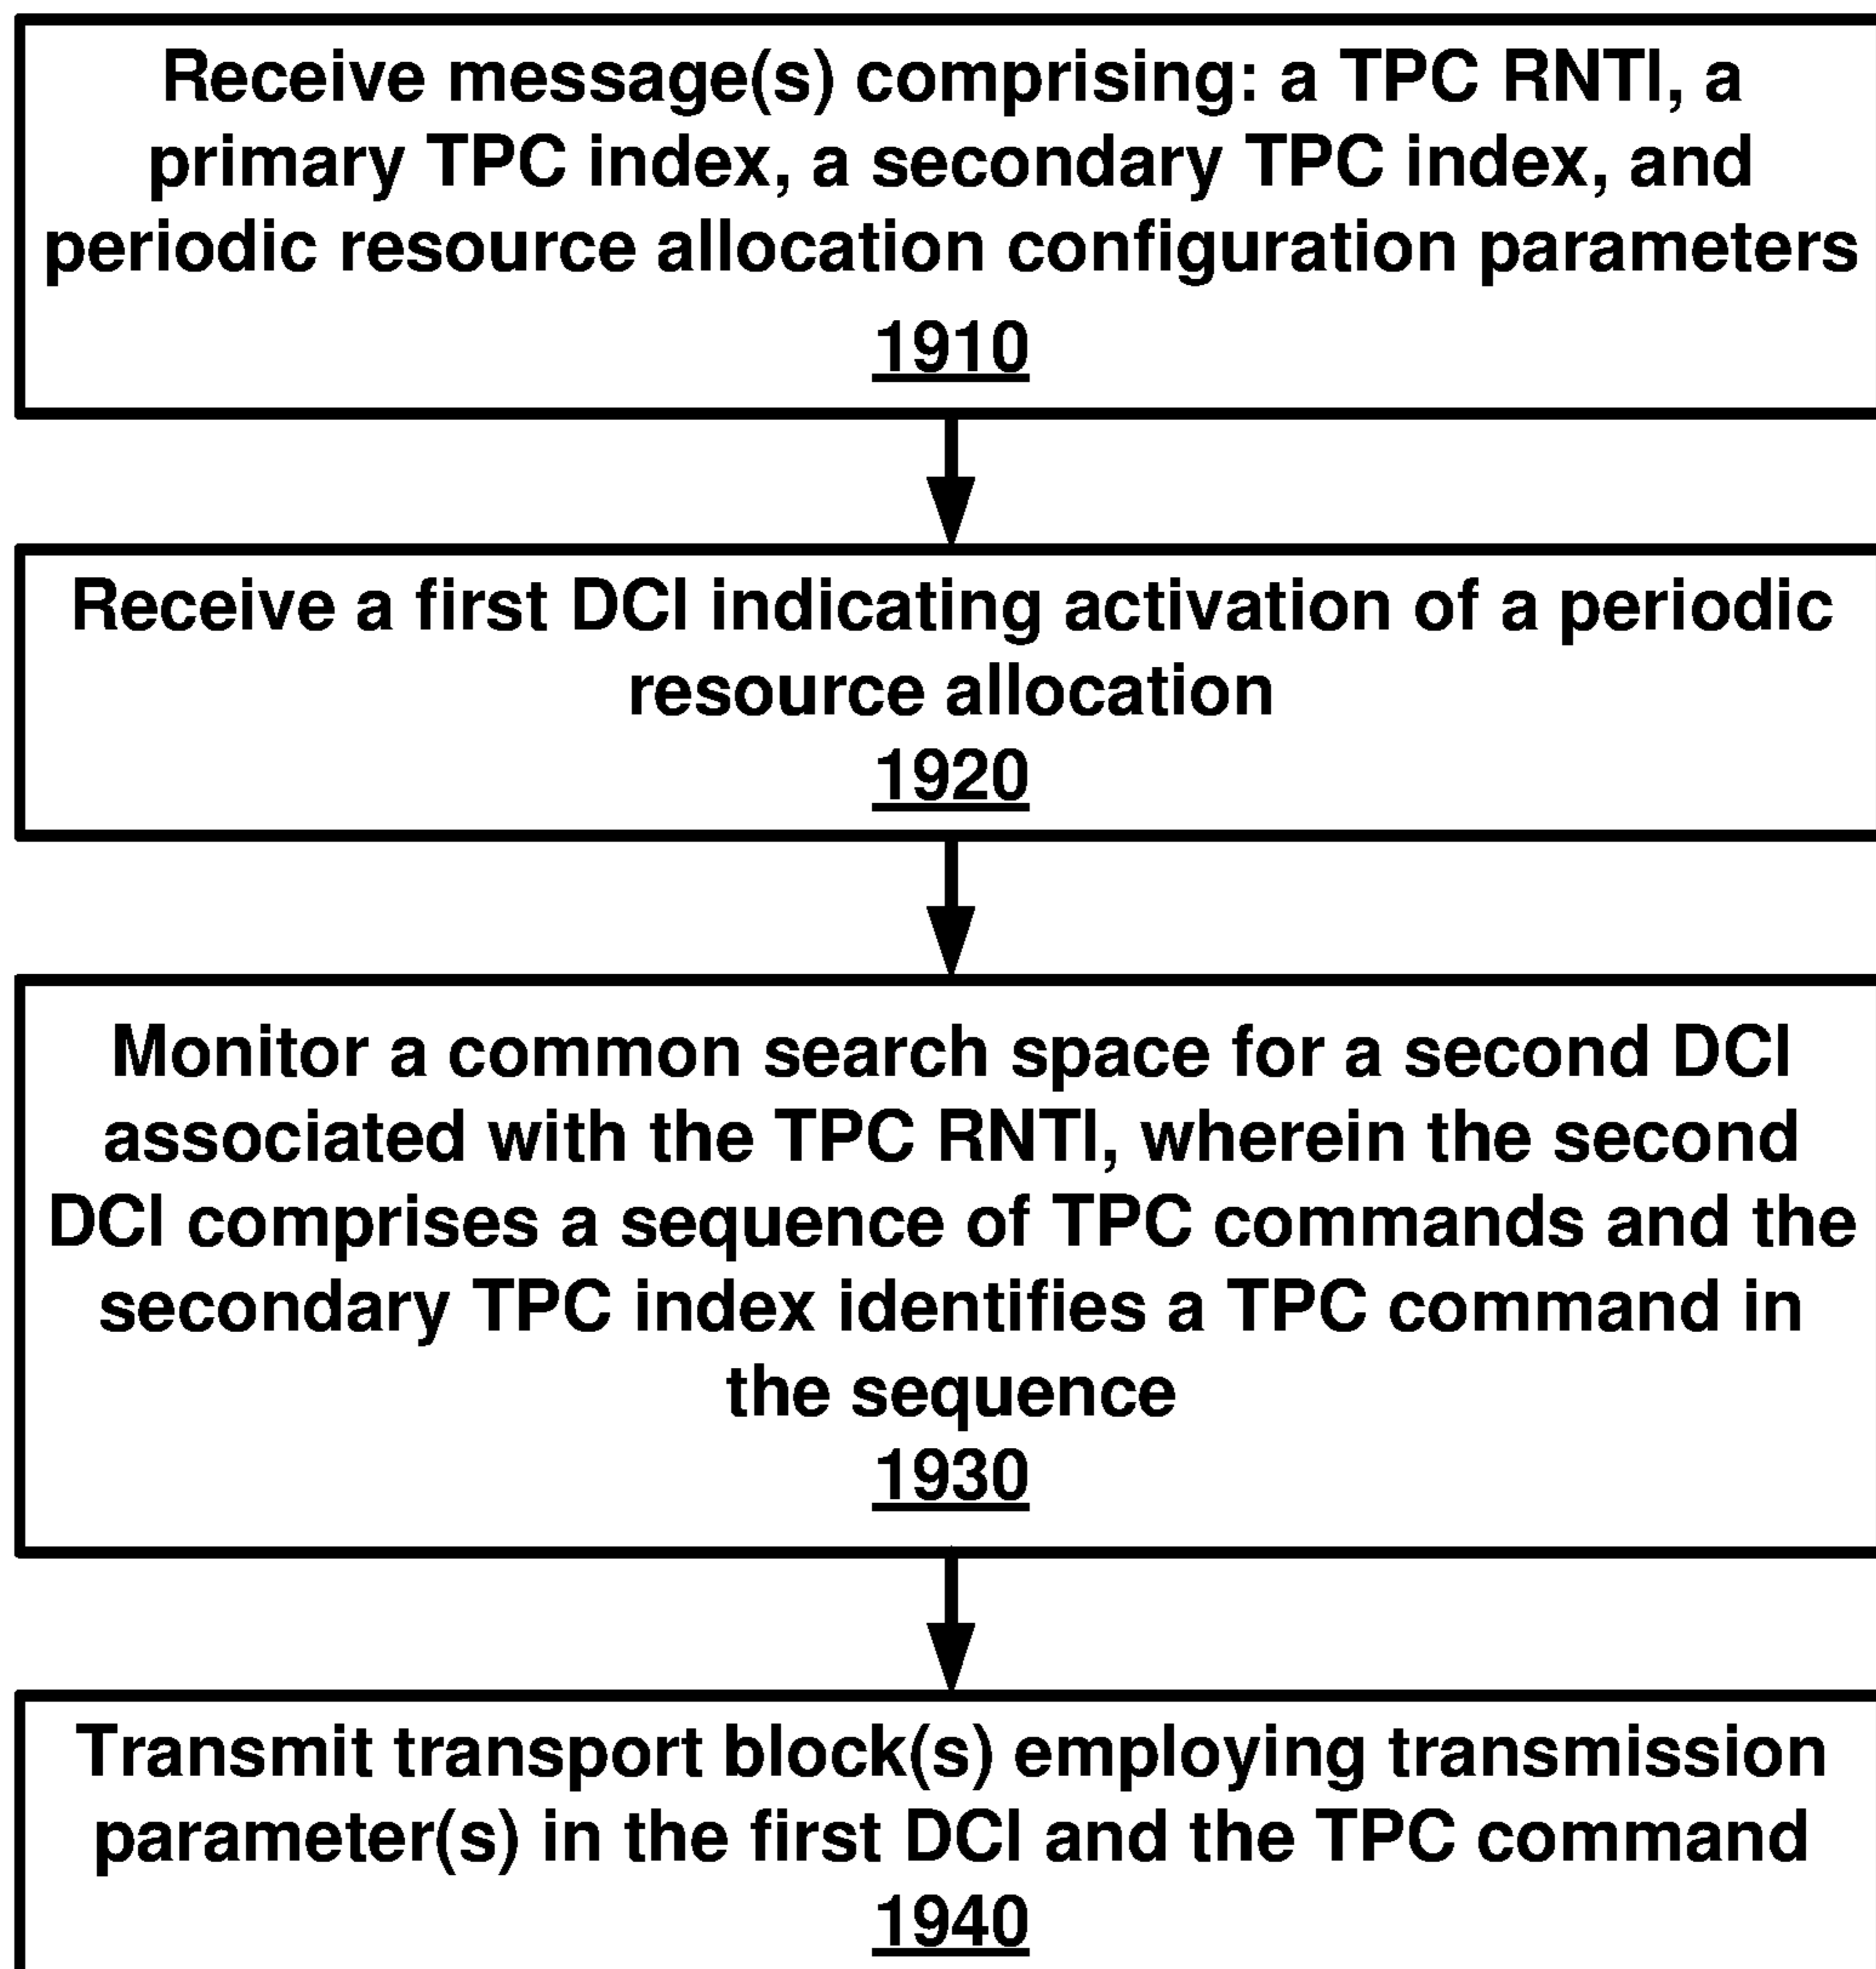 Receive message(s) comprising: a TPC RNTI, a
primary TPC index, a secondary TPC index, and
periodic resource allocation configuration parameters
1910
Receive a first DCI indicating activation of a periodic
resource allocation
1920
Monitor a common search space for a second DCI
associated with the TPC RNTI, wherein the second
DCI comprises a sequence of TPC commands and the
secondary TPC index identifies a TPC command in
the sequence
1930
Transmit transport block(s) employing transmission
parameter(s) in the first DCI and the TPC command
1940